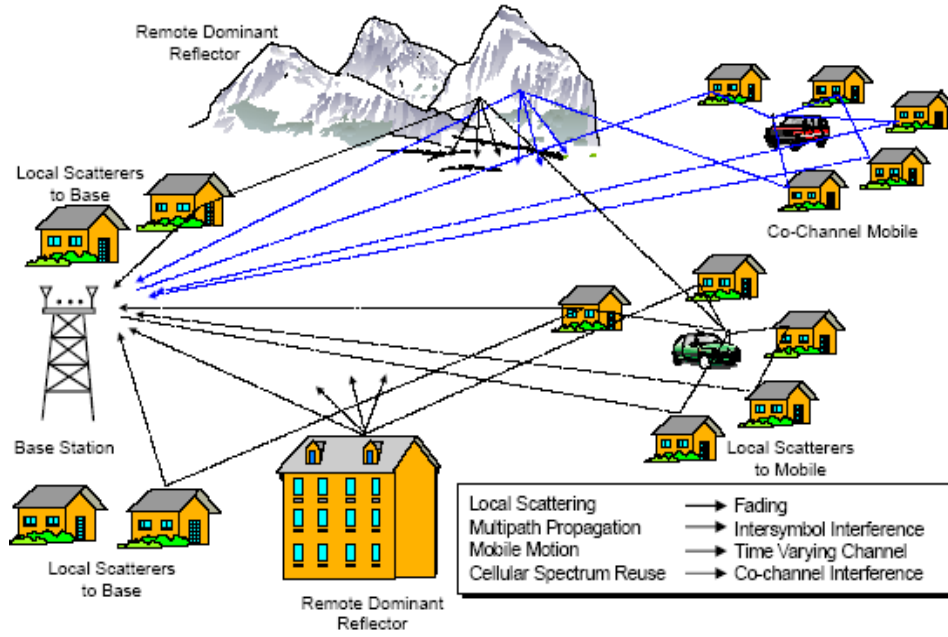 Remote Dominant
Reflector
Local Scatterers
to Base
Co-Channel Mobile
Base Station
Local Scatterers
to Mobile
Local Scatterers
to Base
Remote Dominant
Reflector
Local Scattering Fading
Multipath Propagation Intersymbol Interference
Mobile Motion Time Varying Channel
Cellular Spectrum Reuse Co-channel Interference